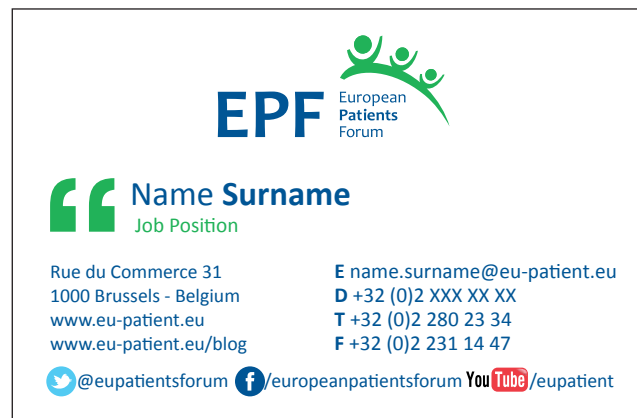 EPF European
Patients
Forum
Name Surname
Job Position
Rue du Commerce 31
1000 Brussels - Belgium
www.eu-patient.eu
www.eu-patient.eu/blog
E name.surname@eu-patient.eu
D +32 (0)2 XXX XX XX
T +32 (0)2 280 23 34
F +32 (0)2 231 14 47
@eupatientsforum f/europeanpatientsforum YouTube/eupatient